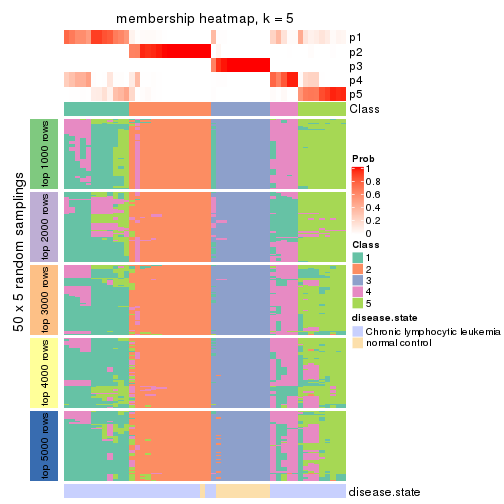 membership heatmap, k = 5
p1
p2
p3
p4
p5
Class
50 x 5 random samplings
top 1000 rows
top 2000 rows
top 3000 rows
top 4000 rows
top 5000 rows
disease.state
Prob
1
0.8
0.6
0.4
0.2
0
Class
1
2
3
4
5
disease.state
Chronic lymphocytic leukemia
normal control